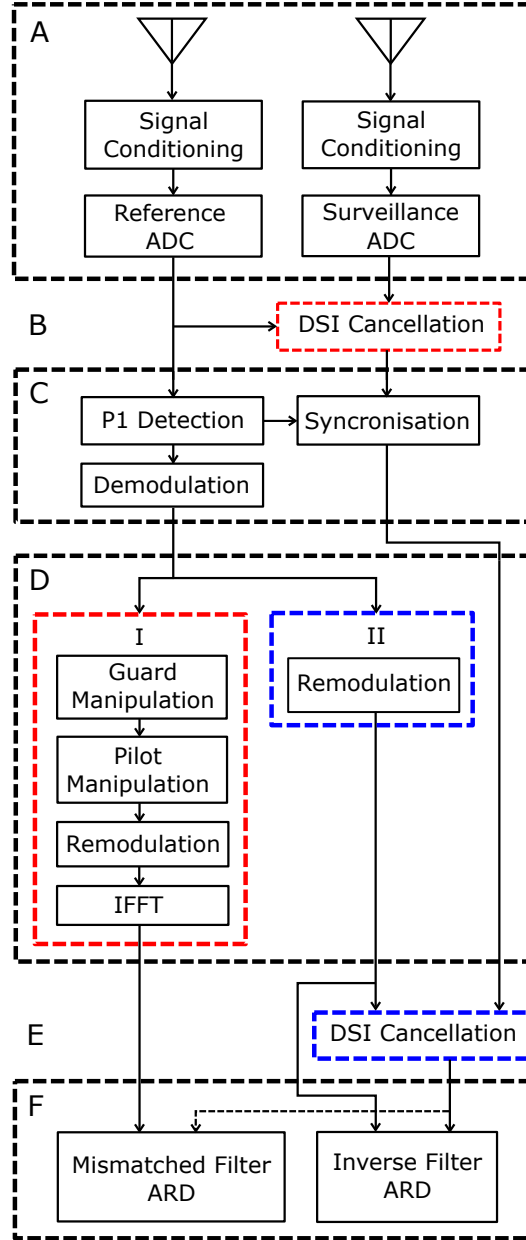 A
Signal
Conditioning
Signal
Conditioning
Reference
ADC
Surveillance
ADC
B
DSI Cancellation
C
P1 Detection
Syncronisation
Demodulation
D
I
II
Guard
Manipulation
Remodulation
Pilot
Manipulation
Remodulation
IFFT
E
DSI Cancellation
F
Mismatched Filter
ARD
Inverse Filter
ARD